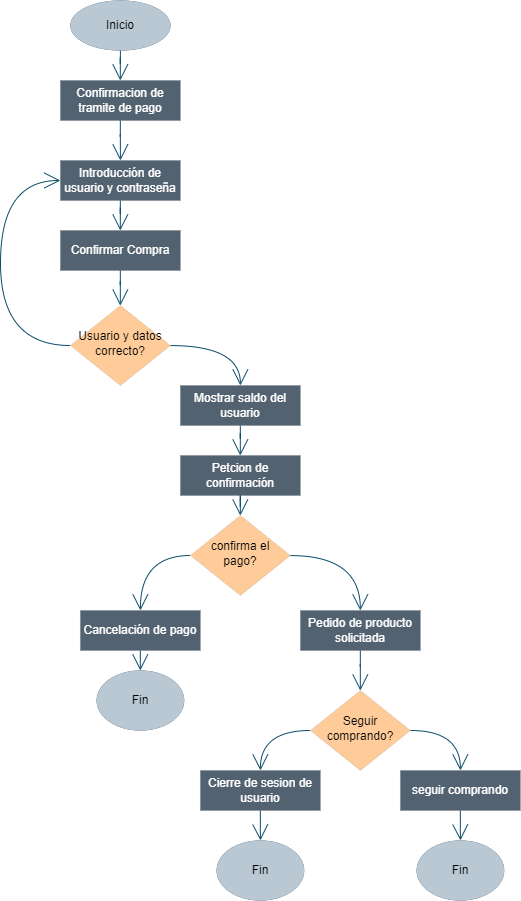 Inicio
Confirmacion de
tramite de pago
Introducción de
usuario y contraseña
Confirmar Compra
Usuario y datos
correcto?
Mostrar saldo del
usuario
Petcion de
confirmación
confirma el
pago?
Cancelación de pago
Pedido de producto
solicitada
Fin
Seguir
comprando?
Cierre de sesion de
usuario
seguir comprando
Fin
Fin